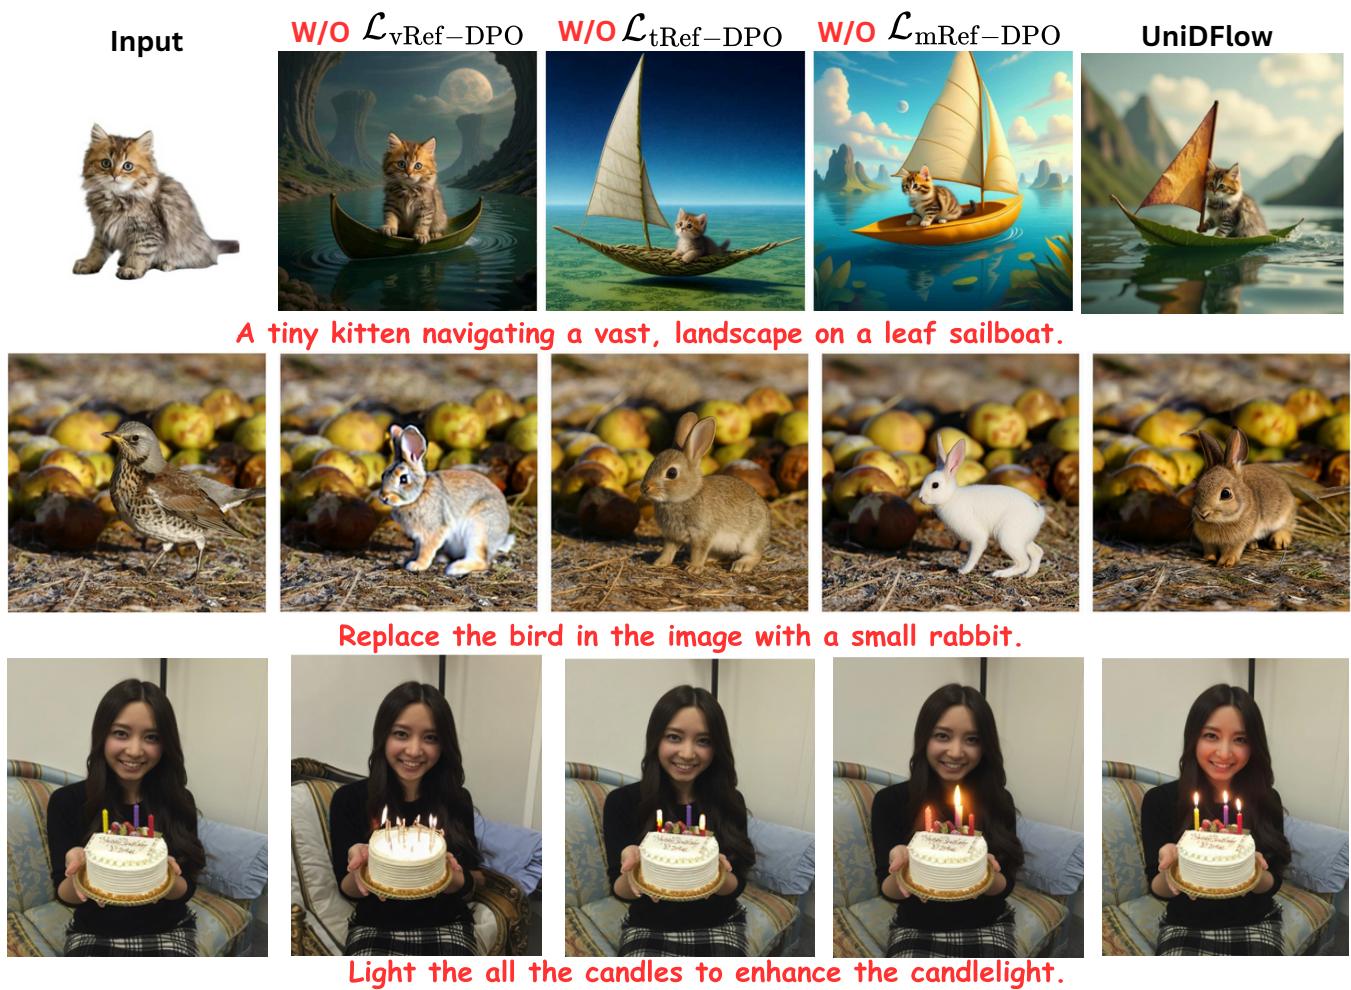 Input
W/O ℒvRef−DPO
W/O ℒtRef−DPO
W/O ℒmRef−DPO
UniDFlow
A tiny kitten navigating a vast, landscape on a leaf sailboat.
Replace the bird in the image with a small rabbit.
Light the all the candles to enhance the candlelight.